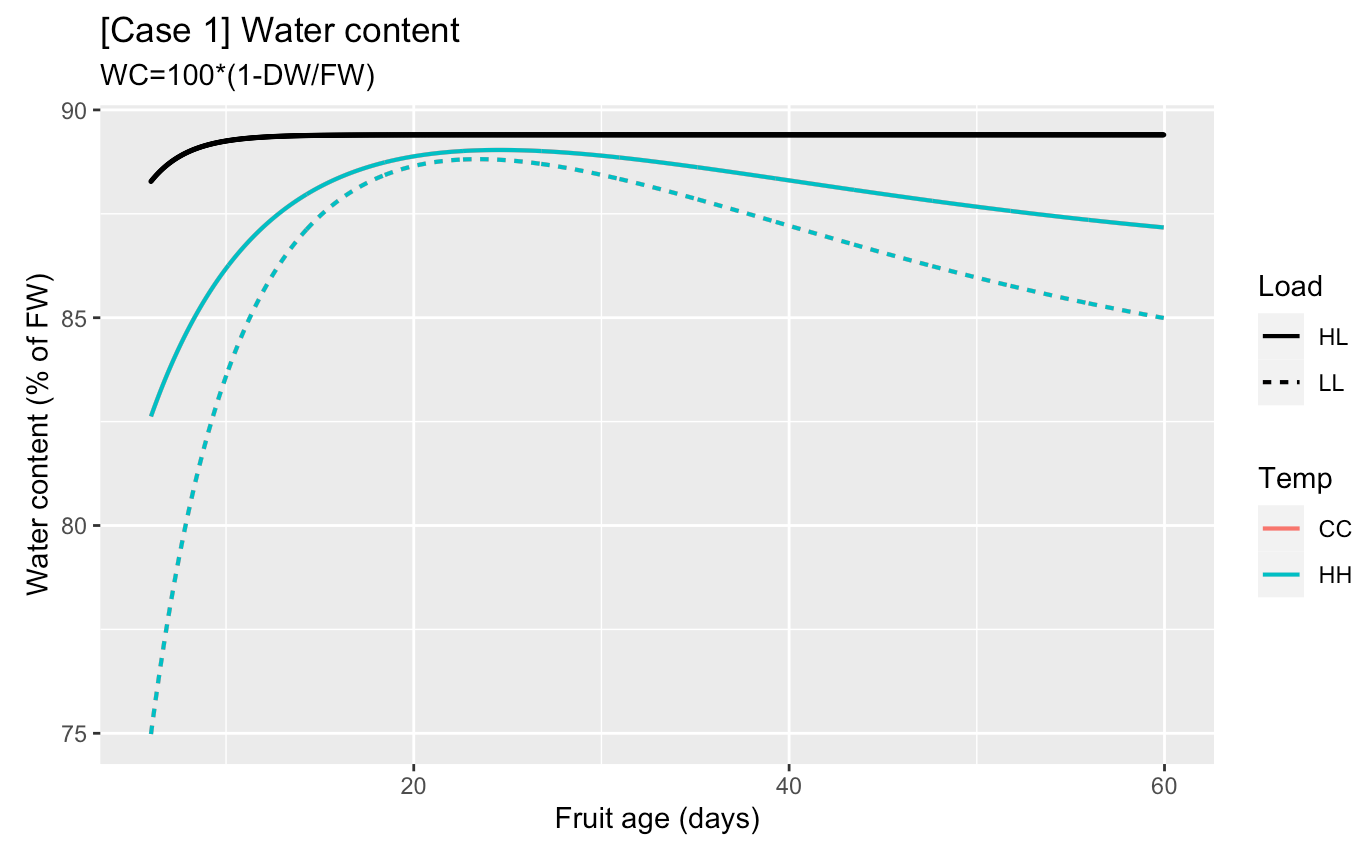 [Case 1] Water content
WC=100*(1-DW/FW)
90
85
80
75
Water content (% of FW)
20
40
60
Fruit age (days)
Load
HL
LL
Temp
CC
HH